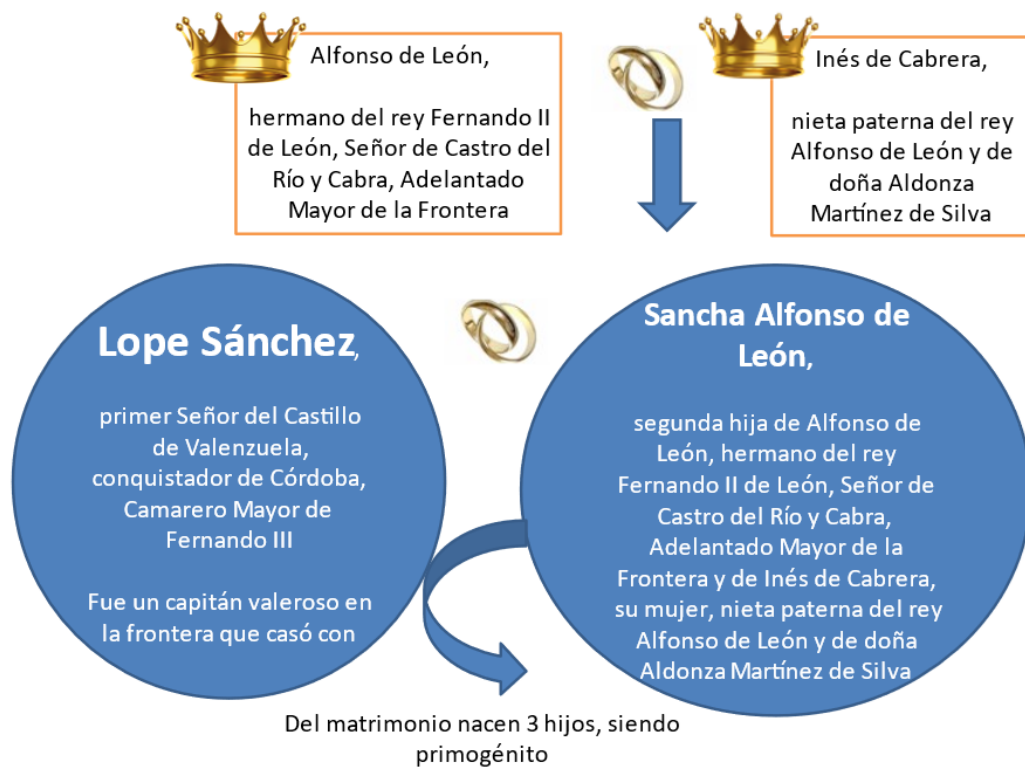 Alfonso de León,
hermano del rey Fernando II
de León, Señor de Castro del
Río y Cabra, Adelantado
Mayor de la Frontera
Inés de Cabrera,
nieta paterna del rey
Alfonso de León y de
doña Aldonza
Martínez de Silva
Lope Sánchez,
primer Señor del Castillo
de Valenzuela,
conquistador de Córdoba,
Camarero Mayor de
Fernando III
Fue un capitán valeroso en
la frontera que casó con
Sancha Alfonso de
León,
segunda hija de Alfonso de
León, hermano del rey
Fernando II de León, Señor de
Castro del Río y Cabra,
Adelantado Mayor de la
Frontera y de Inés de Cabrera,
su mujer, nieta paterna del rey
Alfonso de León y de doña
Aldonza Martínez de Silva
Del matrimonio nacen 3 hijos, siendo
primogénito